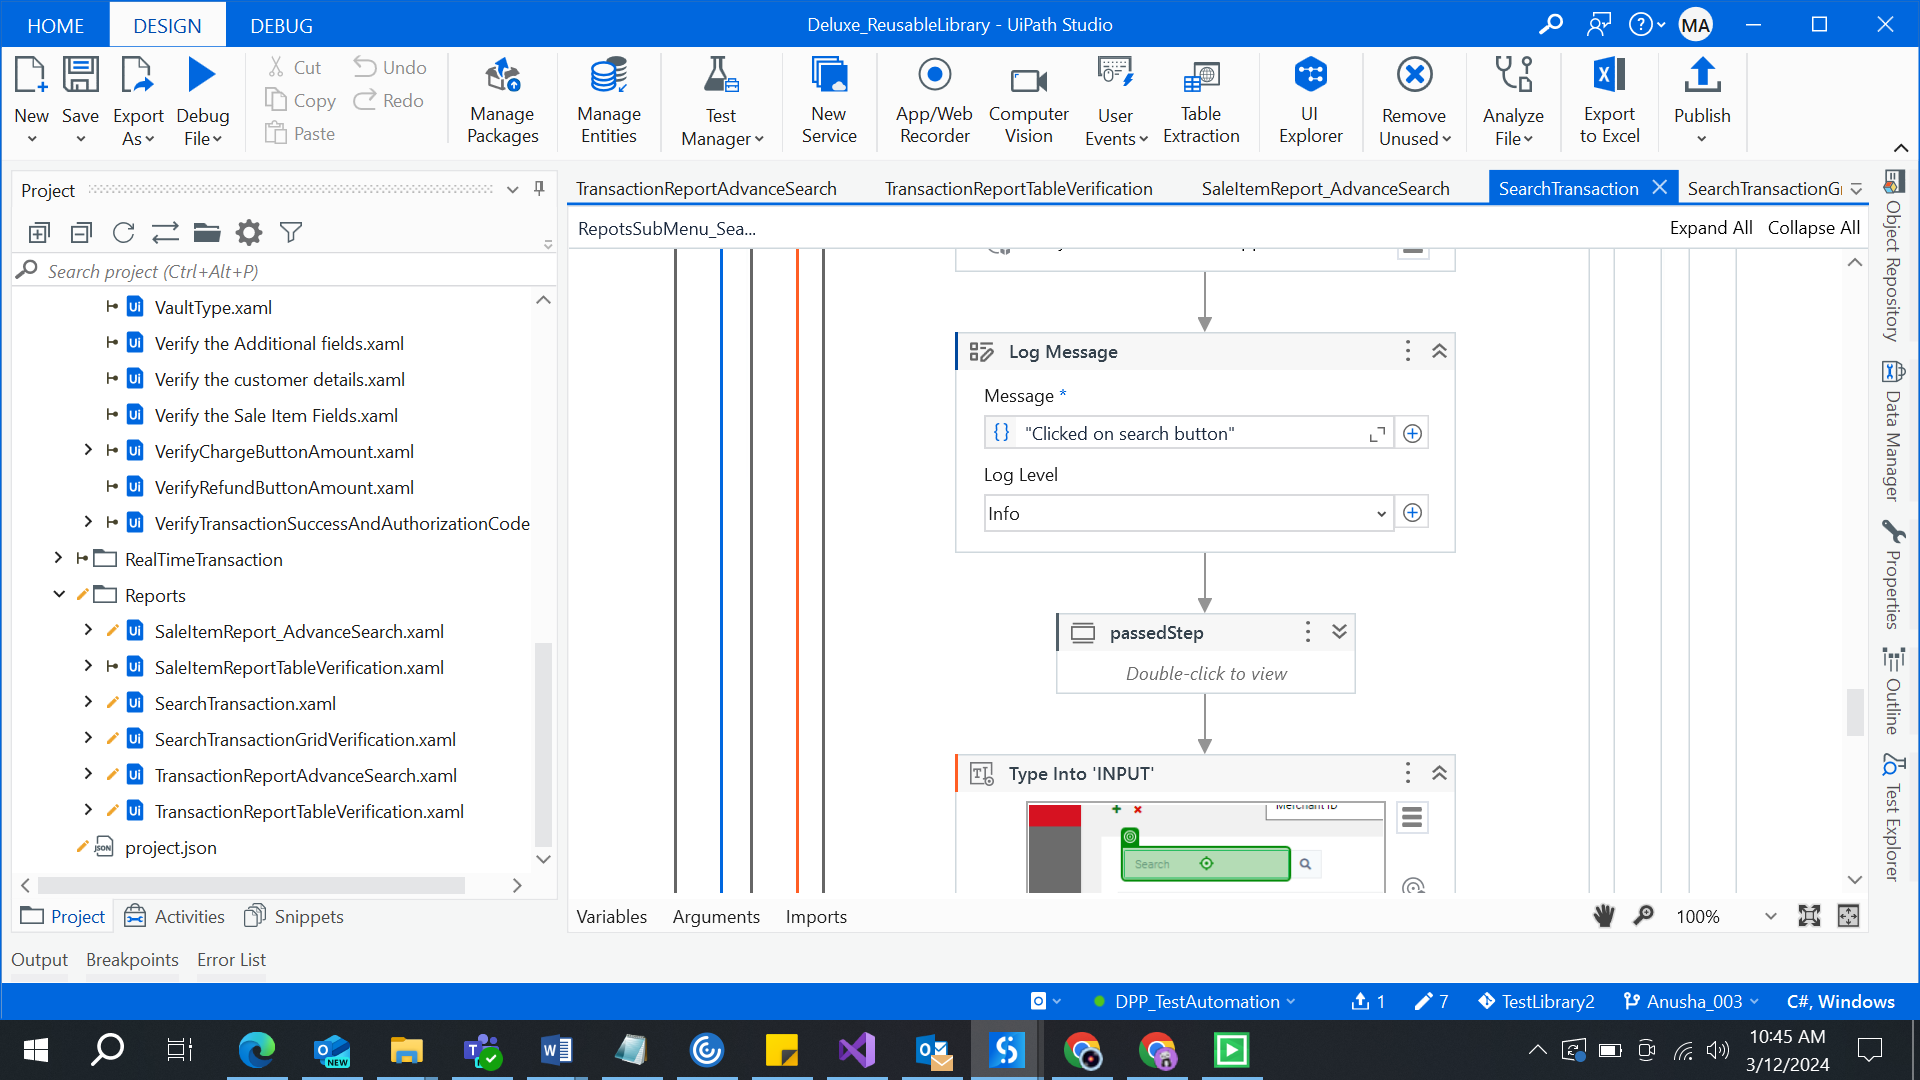 HOME
DESIGN
DEBUG
Deluxe_ReusableLibrary - UiPath Studio
MA
New
Save
Export As
Debug File
Cut
Copy
Paste
Undo
Redo
Manage Packages
Manage Entities
Test Manager
New Service
App/Web Recorder
Computer Vision
User Events
Table Extraction
UI Explorer
Remove Unused
Analyze File
Export to Excel
Publish
Project
Search project (Ctrl+Alt+P)
VaultType.xaml
Verify the Additional fields.xaml
Verify the customer details.xaml
Verify the Sale Item Fields.xaml
VerifyChargeButtonAmount.xaml
VerifyRefundButtonAmount.xaml
VerifyTransactionSuccessAndAuthorizationCode
RealTimeTransaction
Reports
SaleItemReport_AdvanceSearch.xaml
SaleItemReportTableVerification.xaml
SearchTransaction.xaml
SearchTransactionGridVerification.xaml
TransactionReportAdvanceSearch.xaml
TransactionReportTableVerification.xaml
project.json
Project
Activities
Snippets
TransactionReportAdvanceSearch
TransactionReportTableVerification
SaleItemReport_AdvanceSearch
SearchTransaction
SearchTransactionGr
RepotsSubMenu_Sea...
Expand All
Collapse All
Log Message
Message *
"Clicked on search button"
Log Level
Info
passedStep
Double-click to view
Type Into 'INPUT'
Merchant ID
Search
Variables
Arguments
Imports
100%
Object Repository
Data Manager
Properties
Outline
Test Explorer
Output
Breakpoints
Error List
DPP_TestAutomation
1
7
TestLibrary2
Anusha_003
C#, Windows
10:45 AM
3/12/2024